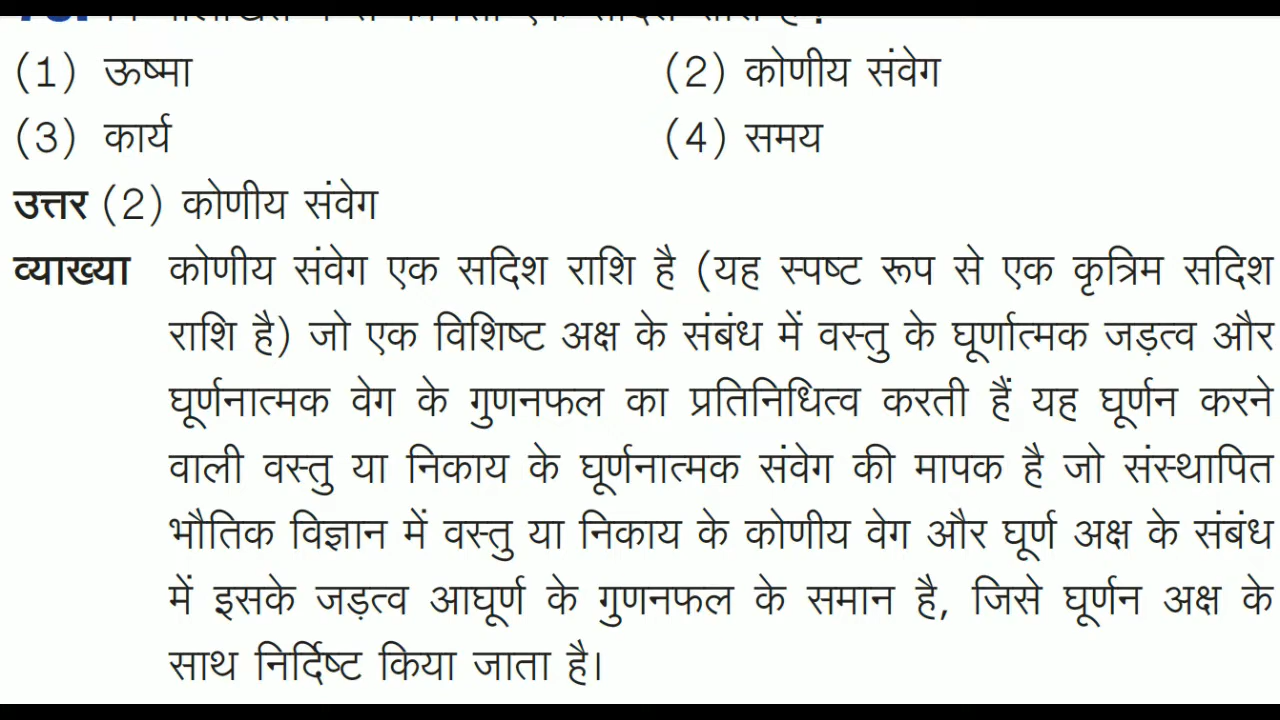 (1) ऊष्मा (2) कोणीय संवेग
(3) कार्य (4) समय
उत्तर (2) कोणीय संवेग
व्याख्या कोणीय संवेग एक सदिश राशि है (यह स्पष्ट रूप से एक कृत्रिम सदिश
राशि है) जो एक विशिष्ट अक्ष के संबंध में वस्तु के घूर्णात्मक जड़त्व और
घूर्णनात्मक वेग के गुणनफल का प्रतिनिधित्व करती हैं यह घूर्णन करने
वाली वस्तु या निकाय के घूर्णनात्मक संवेग की मापक है जो संस्थापित
भौतिक विज्ञान में वस्तु या निकाय के कोणीय वेग और घूर्ण अक्ष के संबंध
में इसके जड़त्व आघूर्ण के गुणनफल के समान है, जिसे घूर्णन अक्ष के
साथ निर्दिष्ट किया जाता है।